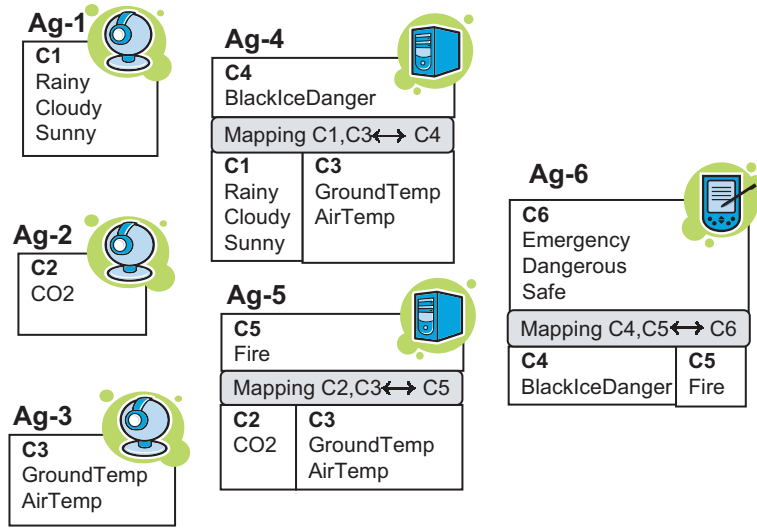 Ag-1
C1
Rainy
Cloudy
Sunny
Ag-2
C2
CO2
Ag-3
C3
GroundTemp
AirTemp
Ag-4
C4
BlackIceDanger
Mapping C1,C3↔ C4
C1
Rainy
Cloudy
Sunny
C3
GroundTemp
AirTemp
Ag-5
C5
Fire
Mapping C2,C3↔ C5
C2
CO2
C3
GroundTemp
AirTemp
Ag-6
C6
Emergency
Dangerous
Safe
Mapping C4,C5↔ C6
C4
BlackIceDanger
C5
Fire